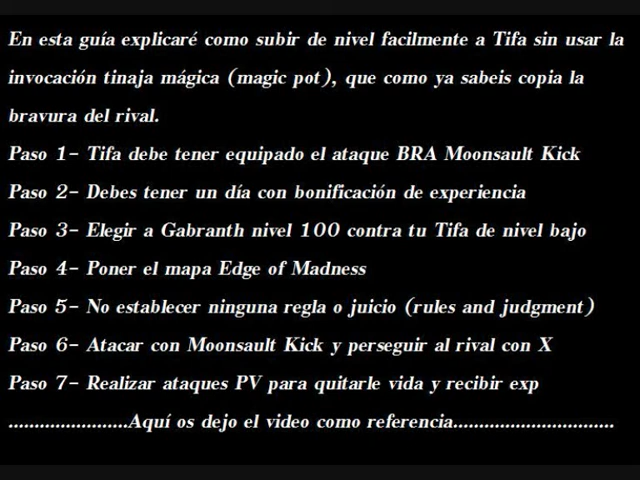 En esta guía explicaré como subir de nivel facilmente a Tifa sin usar la
invocación tinaja mágica (magic pot), que como ya sabeis copia la
bravura del rival.
Paso 1- Tifa debe tener equipado el ataque BRA Moonsault Kick
Paso 2- Debes tener un día con bonificación de experiencia
Paso 3- Elegir a Gabranth nivel 100 contra tu Tifa de nivel bajo
Paso 4- Poner el mapa Edge of Madness
Paso 5- No establecer ninguna regla o juicio (rules and judgment)
Paso 6- Atacar con Moonsault Kick y perseguir al rival con X
Paso 7- Realizar ataques PV para quitarle vida y recibir exp
.......................Aquí os dejo el video como referencia...............................